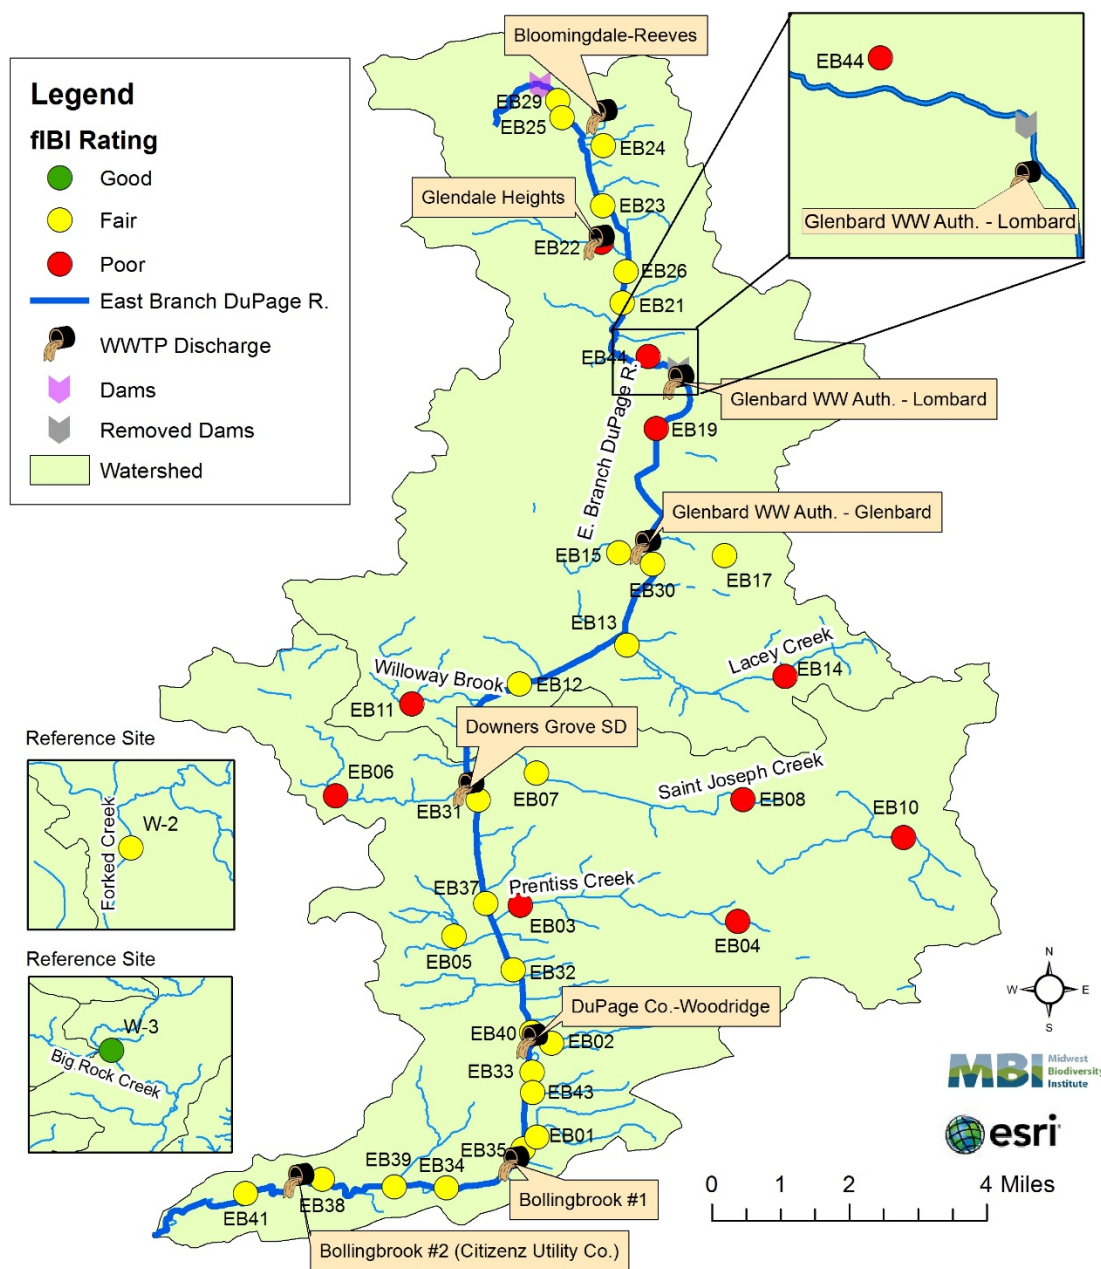 Legend
fIBI Rating
Good
Fair
Poor
East Branch DuPage R.
WWTP Discharge
Dams
Removed Dams
Watershed
Bloomingdale-Reeves
EB29
EB25
EB24
Glendale Heights
EB23
EB22
EB26
EB21
EB44
E. Branch DuPage R.
Glenbard WW Auth. - Lombard
EB44
Glenbard WW Auth. - Lombard
EB19
Glenbard WW Auth. - Glenbard
EB15
EB30
EB17
EB13
Lacey Creek
EB14
Willoway Brook
EB12
EB11
Downers Grove SD
EB06
EB31
EB07
Saint Joseph Creek
EB08
EB10
EB37
Prentiss Creek
EB03
EB04
EB05
EB32
DuPage Co.-Woodridge
EB40
EB02
EB33
EB43
EB01
EB35
EB39
EB34
EB38
EB41
Bollingbrook #1
Bollingbrook #2 (Citizenz Utility Co.)
Reference Site
W-2
Forked Creek
Reference Site
W-3
Big Rock Creek
N
W
E
S
MBI
Midwest
Biodiversity
Institute
esri
0 1 2 4 Miles